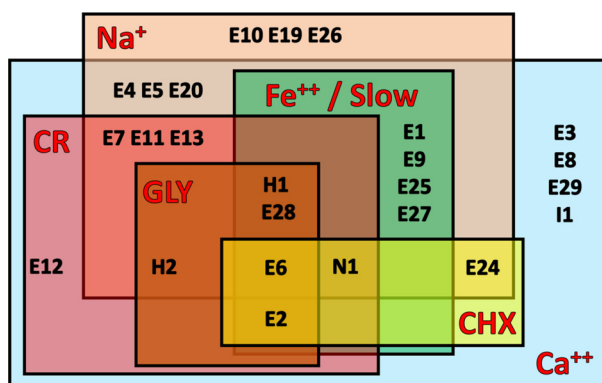 Na⁺ E10 E19 E26
E4 E5 E20
Fe⁺⁺ / Slow
CR E7 E11 E13 E1 E3
E9 E8
GLY H1 E25 E29
E28 E27 I1
E12 H2 E6 N1 E24
E2 CHX
Ca⁺⁺